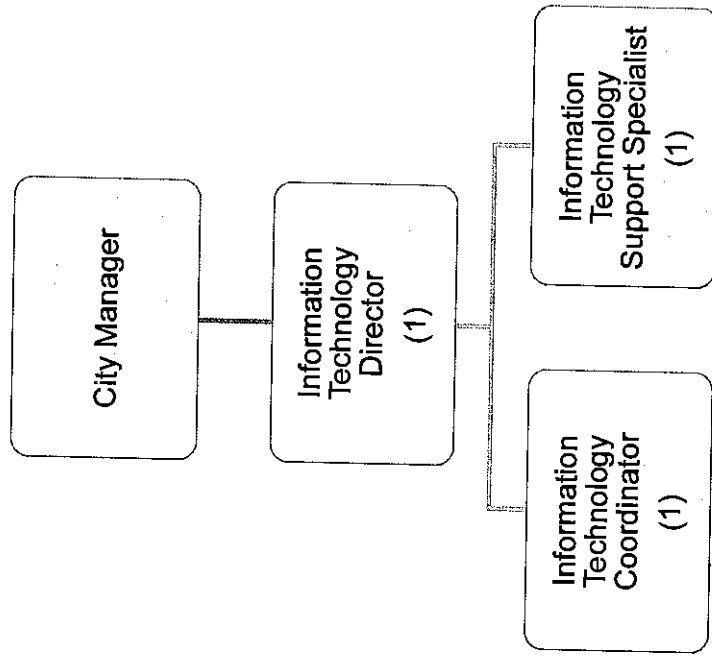 City Manager
Information
Technology
Director
(1)
Information
Technology
Coordinator
(1)
Information
Technology
Support Specialist
(1)